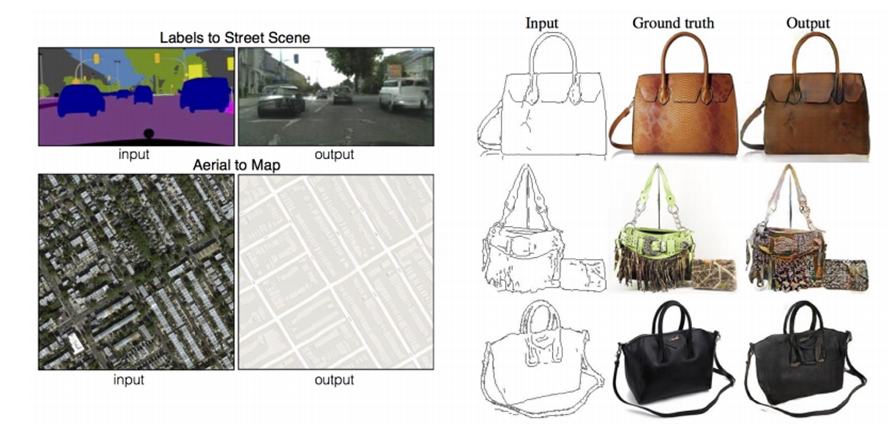 Labels to Street Scene
input
output
Aerial to Map
input
output
Input
Ground truth
Output